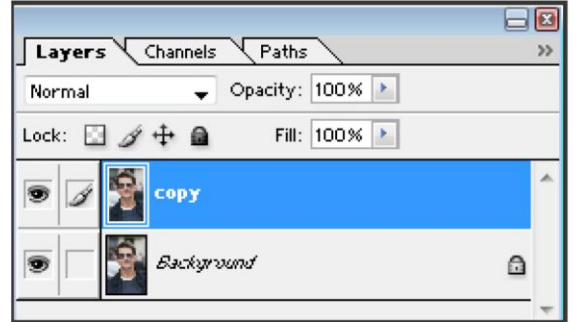 Layers Channels Paths
Normal Opacity: 100%
Lock: Fill: 100%
copy
Background